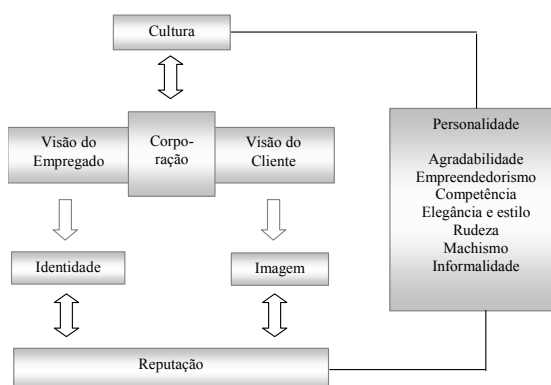 Cultura
Visão do
Empregado
Corpo-
ração
Visão do
Cliente
Identidade
Imagem
Reputação
Personalidade
Agradabilidade
Empreendedorismo
Competência
Elegância e estilo
Rudeza
Machismo
Informalidade